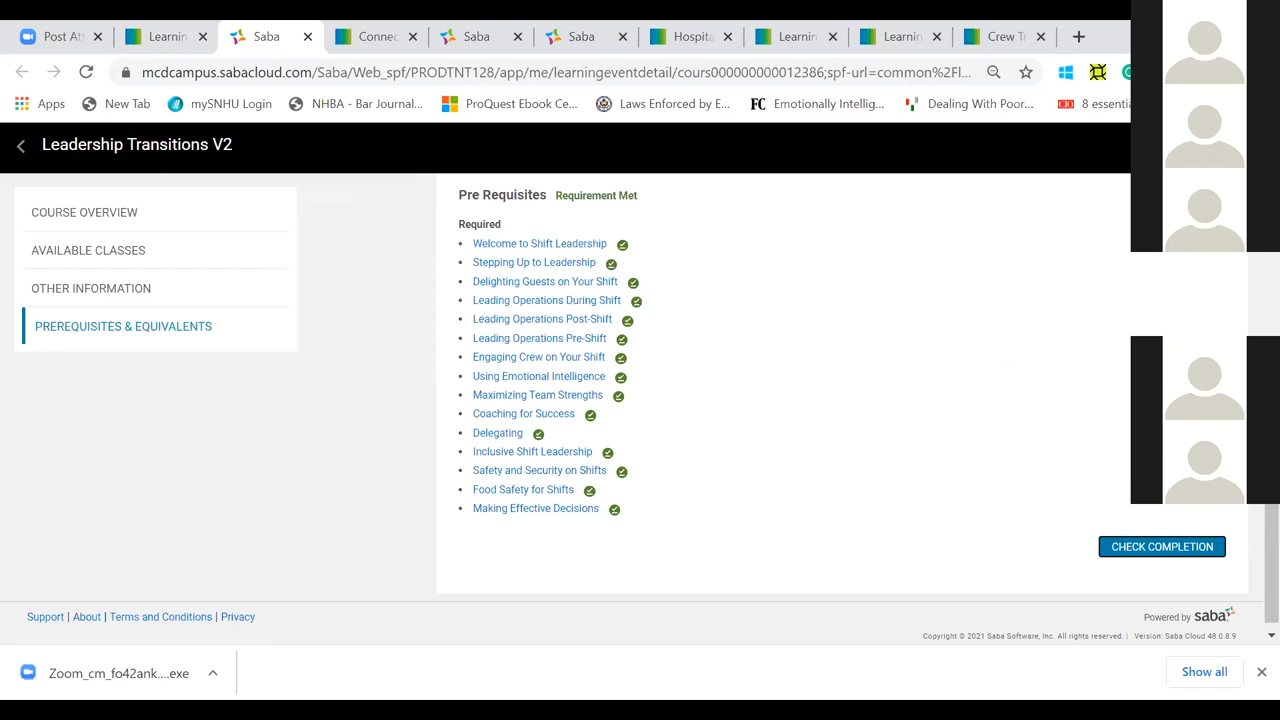 Post At
Learnin
Saba
Connec
Saba
Saba
Hospita
Learnin
Learnin
Crew Tr
mcdcampus.sabacloud.com/Saba/Web_spf/PRODTNT128/app/me/learningeventdetail/cours000000000012386;spf-url=common%2Fl...
Apps
New Tab
mySNHU Login
NHBA - Bar Journal...
ProQuest Ebook Ce...
Laws Enforced by E...
FC
Emotionally Intellig...
Dealing With Poor...
8 essentia
Leadership Transitions V2
COURSE OVERVIEW
AVAILABLE CLASSES
OTHER INFORMATION
PREREQUISITES & EQUIVALENTS
Pre Requisites Requirement Met
Required
• Welcome to Shift Leadership
• Stepping Up to Leadership
• Delighting Guests on Your Shift
• Leading Operations During Shift
• Leading Operations Post-Shift
• Leading Operations Pre-Shift
• Engaging Crew on Your Shift
• Using Emotional Intelligence
• Maximizing Team Strengths
• Coaching for Success
• Delegating
• Inclusive Shift Leadership
• Safety and Security on Shifts
• Food Safety for Shifts
• Making Effective Decisions
CHECK COMPLETION
Support | About | Terms and Conditions | Privacy
Powered by saba
Copyright © 2021 Saba Software, Inc. All rights reserved. | Version: Saba Cloud 48.0.8.9
Zoom_cm_fo42ank....exe
Show all